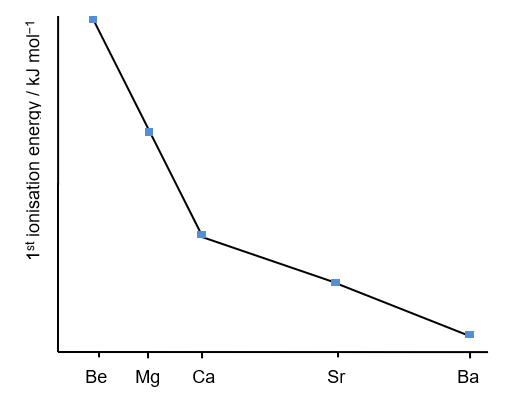 1st ionisation energy / kJ mol⁻¹
Be Mg Ca Sr Ba